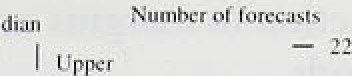 dian
Number of forecasts
Upper
— 22